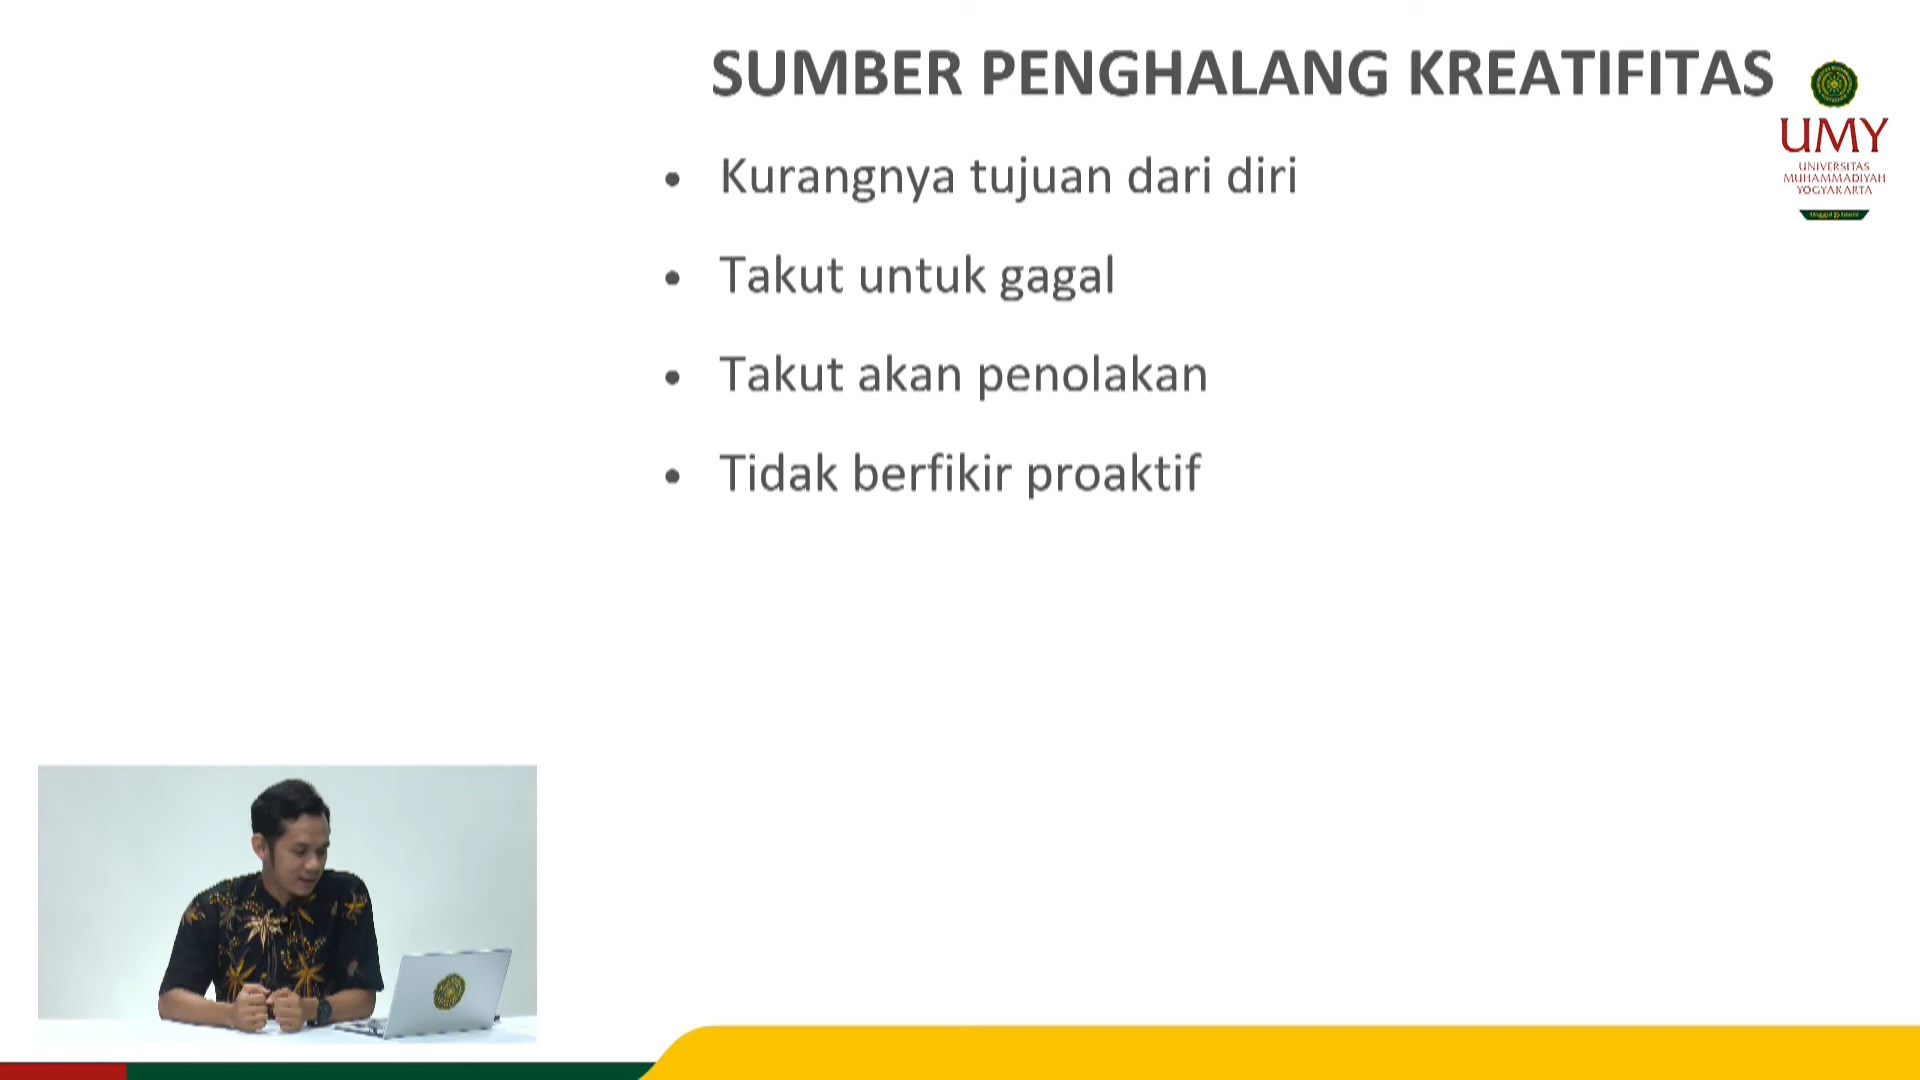 SUMBER PENGHALANG KREATIFITAS
• Kurangnya tujuan dari diri
• Takut untuk gagal
• Takut akan penolakan
• Tidak berfikir proaktif
UMY
UNIVERSITAS
MUHAMMADIYAH
YOGYAKARTA